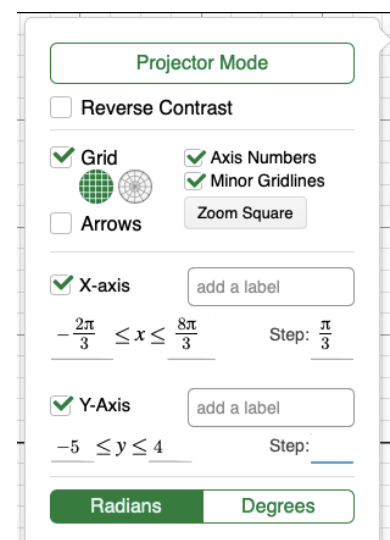 Projector Mode
Reverse Contrast
Grid
Axis Numbers
Minor Gridlines
Arrows
Zoom Square
X-axis
add a label
−2π/3 ≤ x ≤ 8π/3 Step: π/3
Y-Axis
add a label
−5 ≤ y ≤ 4 Step:
Radians Degrees